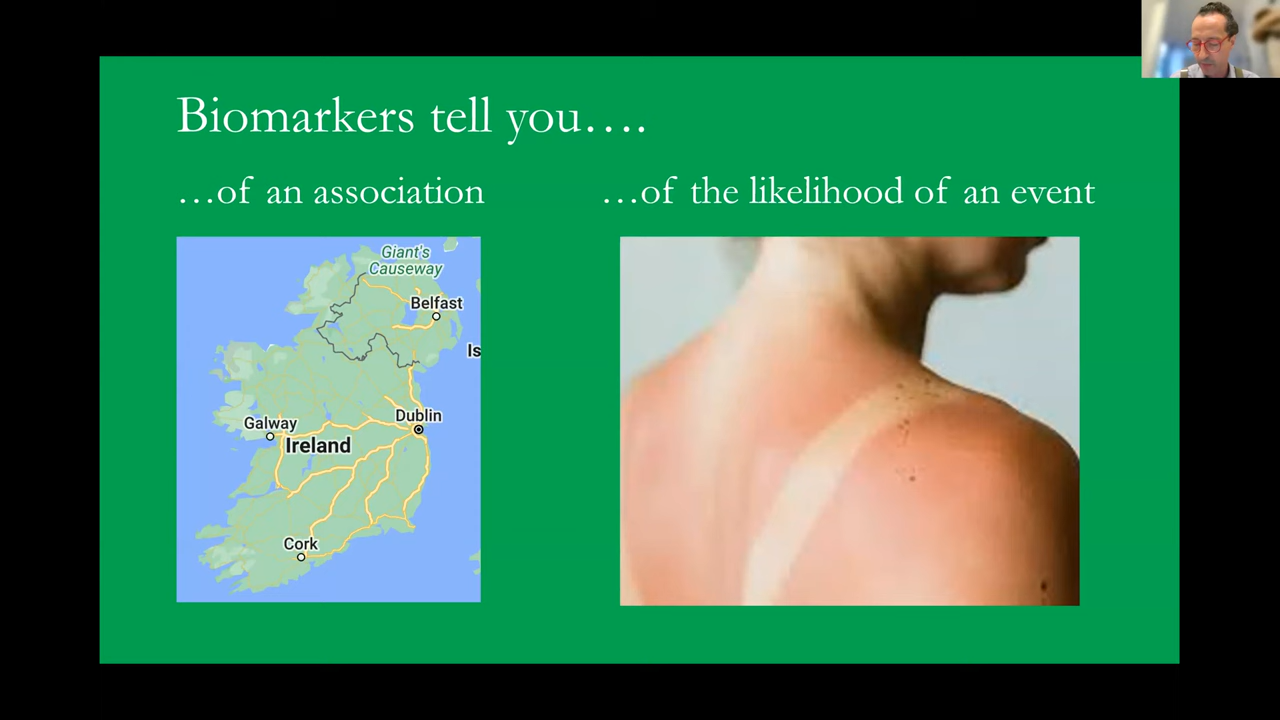 Biomarkers tell you….
…of an association
…of the likelihood of an event
Giant's
Causeway
Belfast
Is
Dublin
Galway
Ireland
Cork